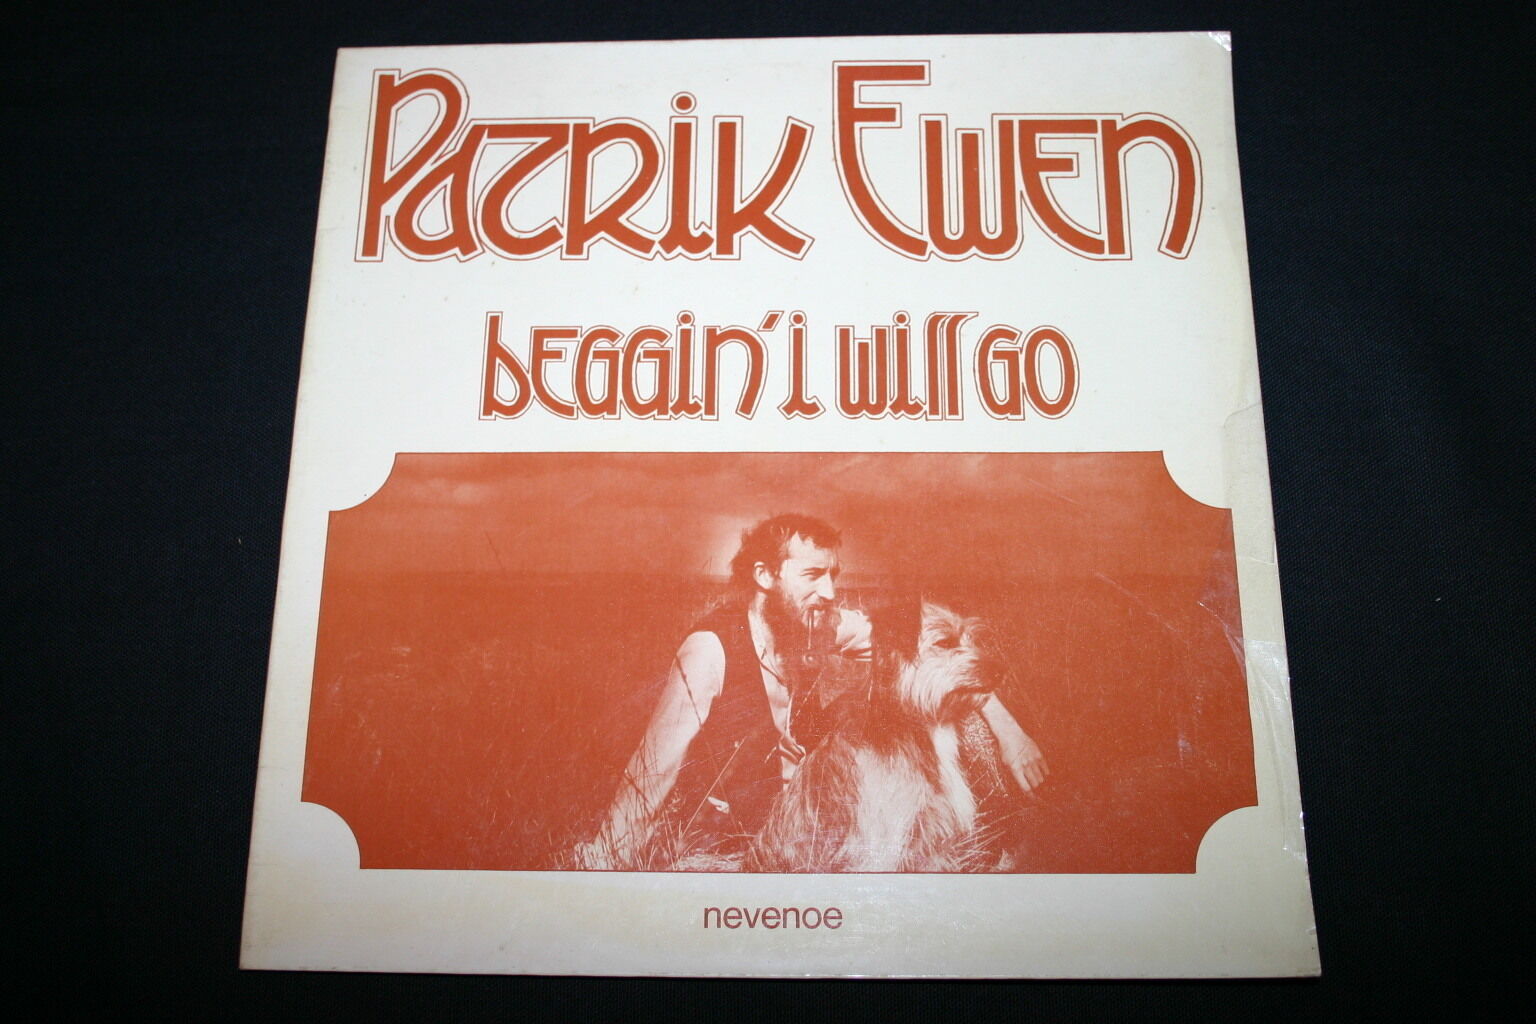 Patrik Ewen
beggin' i will go
nevenoe